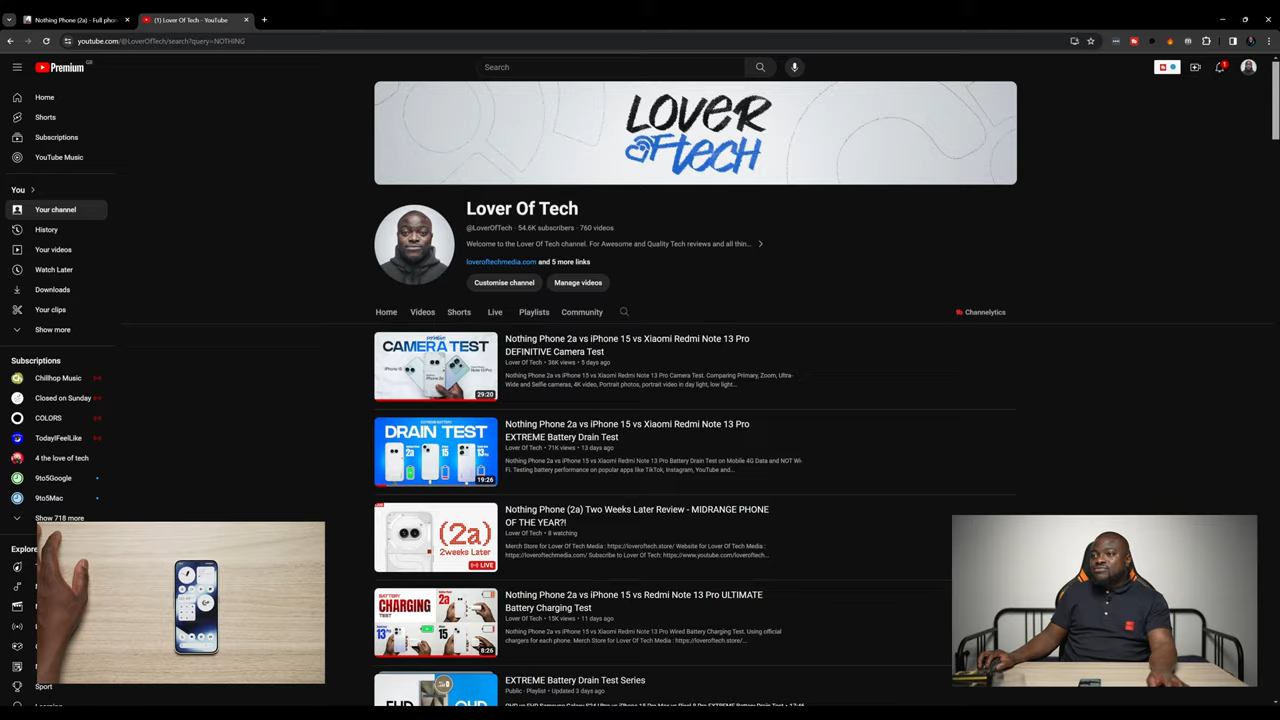 Nothing Phone (2a) - Full phon
(1) Lover Of Tech - YouTube
youtube.com/@LoverOfTech/search?query=NOTHING
Premium GB
Search
1
LOVER
OF TECH
Home
Shorts
Subscriptions
YouTube Music
You
Your channel
History
Your videos
Watch Later
Downloads
Your clips
Show more
Subscriptions
Chillhop Music
Closed on Sunday
COLORS
TodayIFeelLike
4 the love of tech
9to5Google
9to5Mac
Show 718 more
Explore
Sport
Lover Of Tech
@LoverOfTech · 54.6K subscribers · 760 videos
Welcome to the Lover Of Tech channel. For Awesome and Quality Tech reviews and all thin...
loveroftechmedia.com and 5 more links
Customise channel
Manage videos
Home Videos Shorts Live Playlists Community
Channelytics
CAMERA TEST
iPhone 15
29:20
Nothing Phone 2a vs iPhone 15 vs Xiaomi Redmi Note 13 Pro
DEFINITIVE Camera Test
Lover Of Tech • 36K views • 5 days ago
Nothing Phone 2a vs iPhone 15 vs Xiaomi Redmi Note 13 Pro Camera Test. Comparing Primary, Zoom, Ultra-
Wide and Selfie cameras, 4K video, Portrait photos, portrait video in day light, low light...
DRAIN TEST
2a
15
13
19:26
Nothing Phone 2a vs iPhone 15 vs Xiaomi Redmi Note 13 Pro
EXTREME Battery Drain Test
Lover Of Tech • 71K views • 13 days ago
Nothing Phone 2a vs iPhone 15 vs Xiaomi Redmi Note 13 Pro Battery Drain Test on Mobile 4G Data and NOT Wi-
Fi. Testing battery performance on popular apps like TikTok, Instagram, YouTube and...
(2a)
2weeks Later
LIVE
Nothing Phone (2a) Two Weeks Later Review - MIDRANGE PHONE
OF THE YEAR?!
Lover Of Tech • 8 watching
Merch Store for Lover Of Tech Media : https://loveroftech.store/ Website for Lover Of Tech Media :
https://loveroftechmedia.com/ Subscribe to Lover Of Tech: https://www.youtube.com/loveroftech...
BATTERY
CHARGING
TEST
2a
13
15
8:26
Nothing Phone 2a vs iPhone 15 vs Redmi Note 13 Pro ULTIMATE
Battery Charging Test
Lover Of Tech • 15K views • 11 days ago
Nothing Phone 2a vs iPhone 15 vs Xiaomi Redmi Note 13 Pro Wired Battery Charging Test. Using official
chargers for each phone. Merch Store for Lover Of Tech Media : https://loveroftech.store/...
EXTREME Battery Drain Test Series
Public • Playlist • Updated 3 days ago